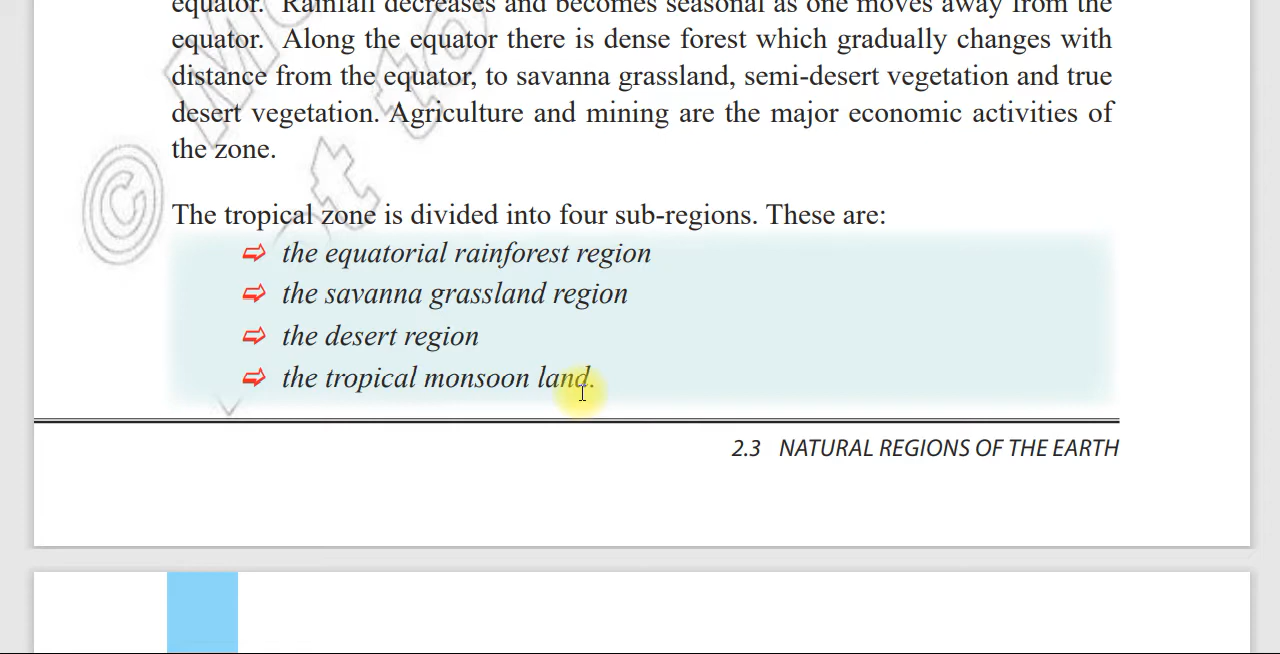 equator. Rainfall decreases and becomes seasonal as one moves away from the
equator. Along the equator there is dense forest which gradually changes with
distance from the equator, to savanna grassland, semi-desert vegetation and true
desert vegetation. Agriculture and mining are the major economic activities of
the zone.
The tropical zone is divided into four sub-regions. These are:
⇨ the equatorial rainforest region
⇨ the savanna grassland region
⇨ the desert region
⇨ the tropical monsoon land.
2.3 NATURAL REGIONS OF THE EARTH